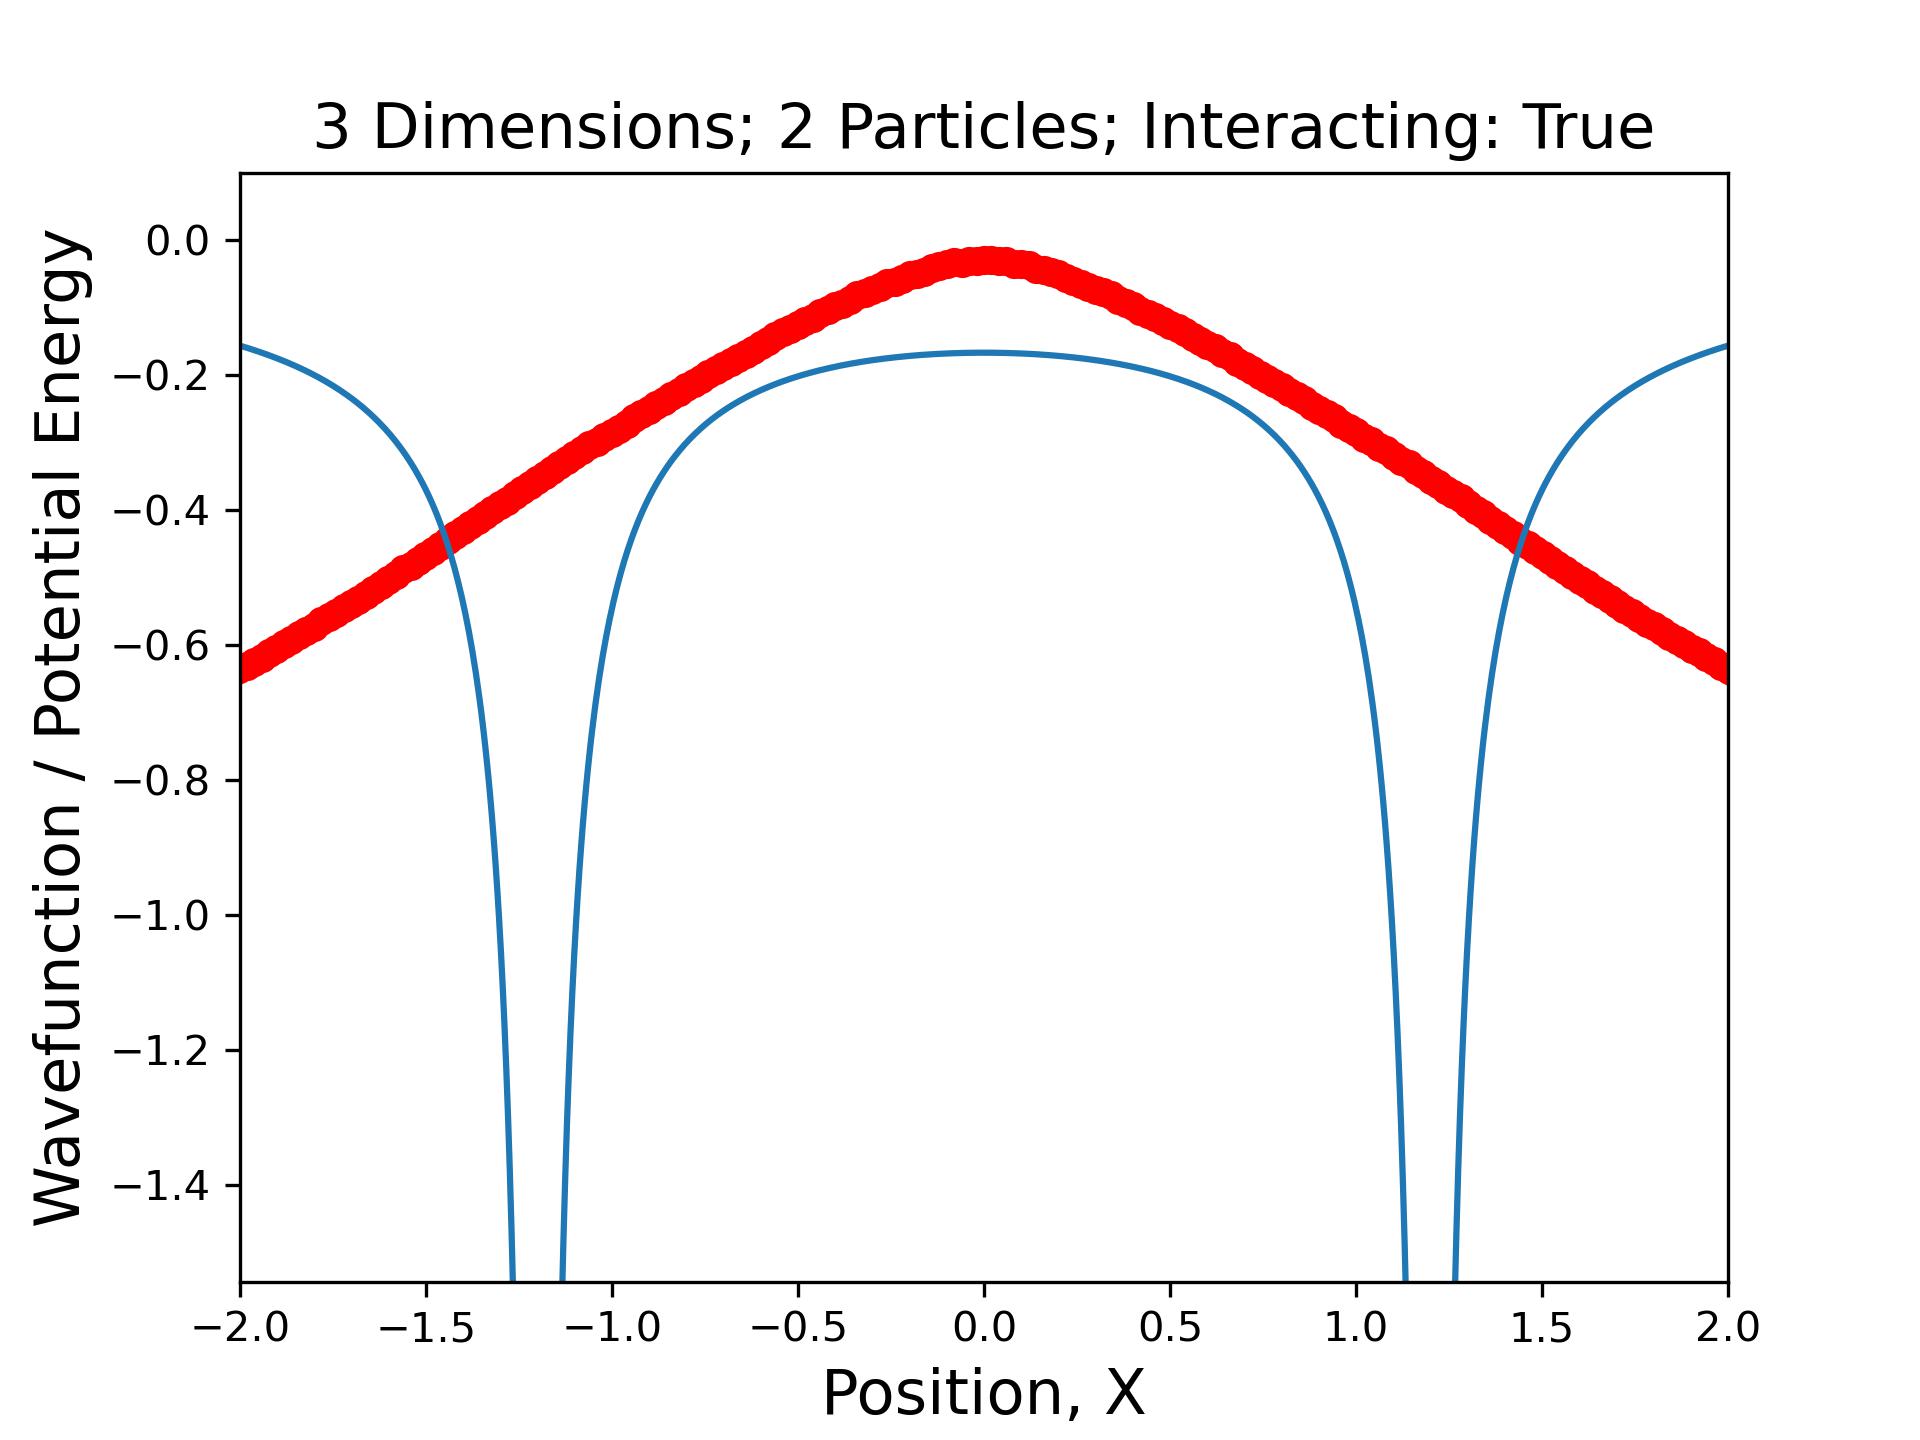 3 Dimensions; 2 Particles; Interacting: True
Wavefunction / Potential Energy
0.0
−0.2
−0.4
−0.6
−0.8
−1.0
−1.2
−1.4
−2.0 −1.5 −1.0 −0.5 0.0 0.5 1.0 1.5 2.0
Position, X